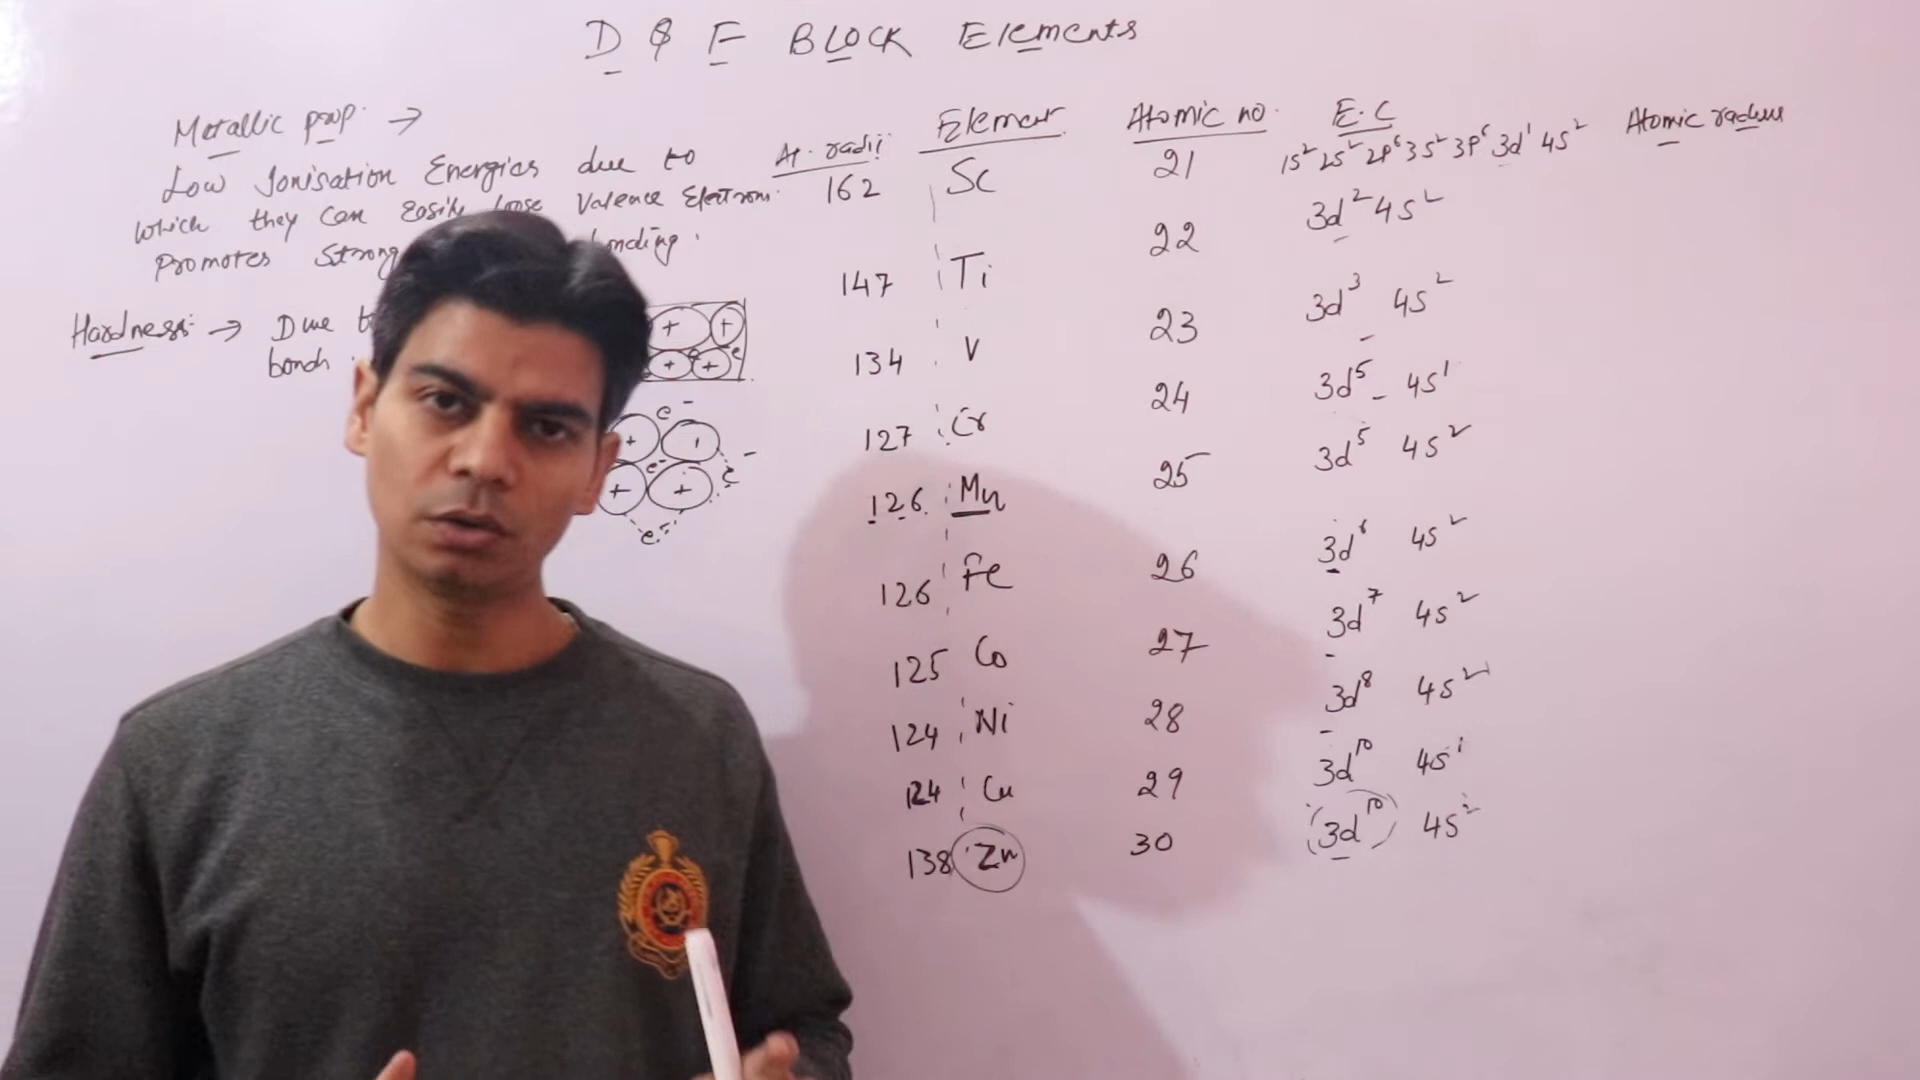 D & F BLOCK Elements
Metallic prop. →
Low Ionisation Energies due to
which they can easily loose Valence Electrons.
Promotes Strong onding.
Hardness: → Due
bond.
+ +
+ e + e
e -
+ ı
e- e -
+ +
e-
At. radii Element Atomic no. E.C Atomic radius
162 Sc 21 1s² 2s² 2p⁶ 3s² 3p⁶ 3d¹ 4s²
147 Ti 22 3d² 4s²
134 V 23 3d³ 4s²
127 Cr 24 3d⁵ - 4s¹
126 Mn 25 3d⁵ 4s²
126 Fe 26 3d⁶ 4s²
125 Co 27 3d⁷ 4s²
124 Ni 28 3d⁸ 4s²
124 Cu 29 3d¹⁰ 4s¹
138 Zn 30 (3d¹⁰) 4s²